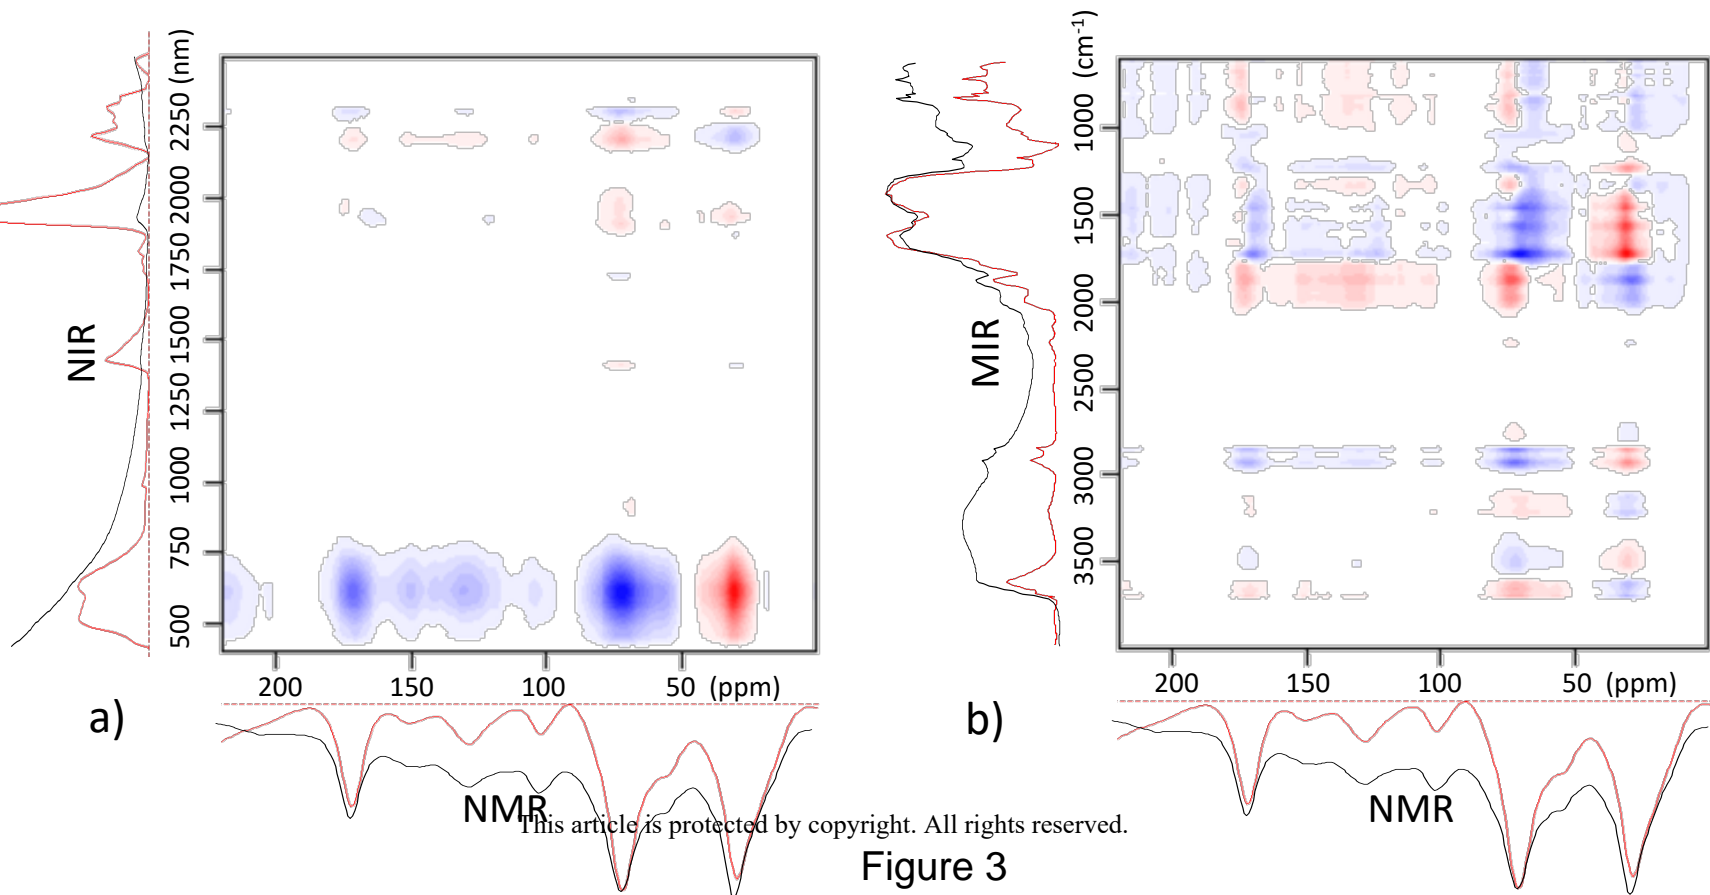 (nm)
2250
2000
1750
1500
1250
1000
750
500
NIR
200 150 100 50 (ppm)
a)
NMR
(cm⁻¹)
1000
1500
2000
2500
3000
3500
MIR
200 150 100 50 (ppm)
b)
NMR
This article is protected by copyright. All rights reserved.
Figure 3